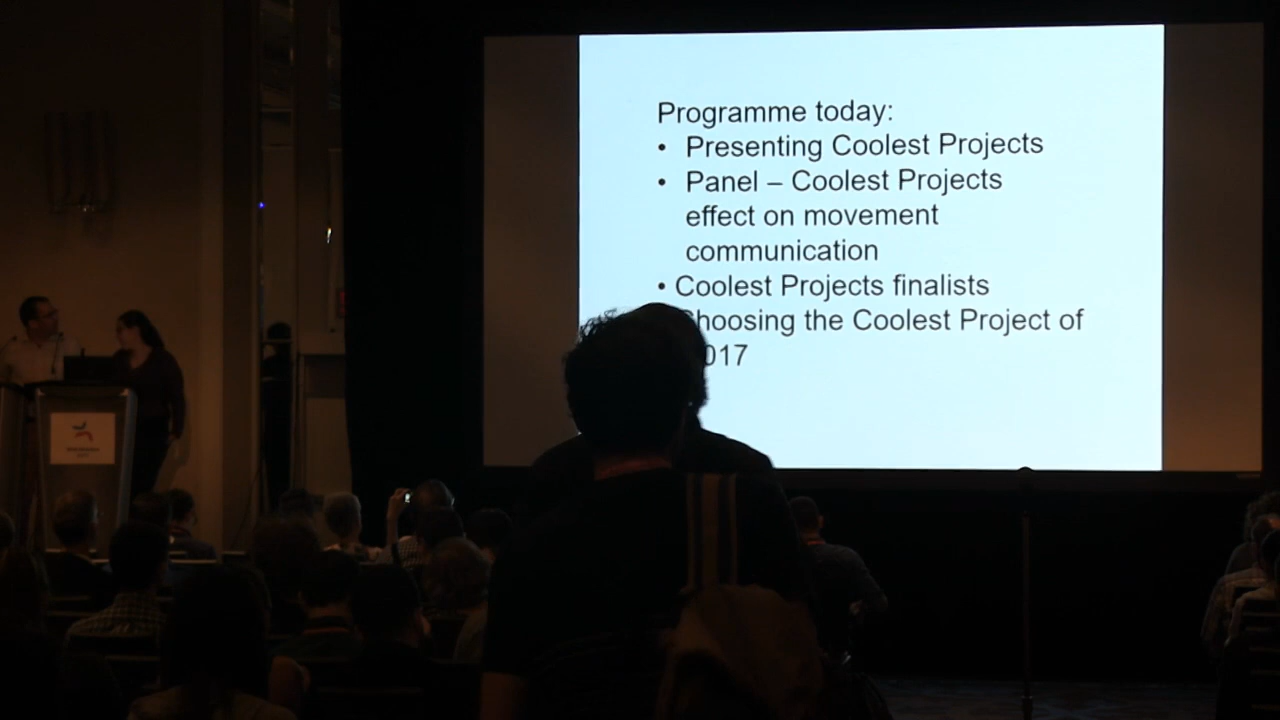 Programme today:
• Presenting Coolest Projects
• Panel – Coolest Projects
effect on movement
communication
• Coolest Projects finalists
hoosing the Coolest Project of
017